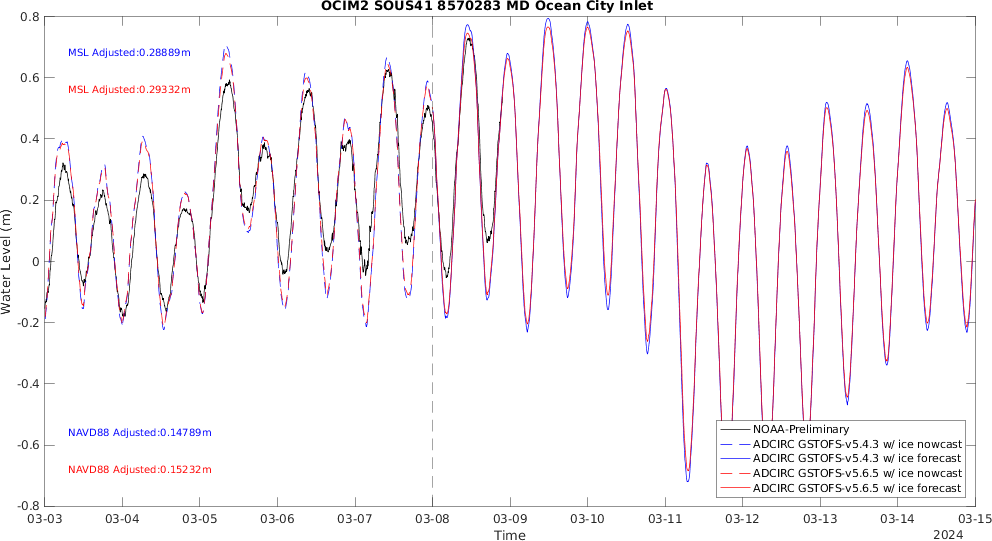 OCIM2 SOUS41 8570283 MD Ocean City Inlet
0.8
0.6
0.4
0.2
0
-0.2
-0.4
-0.6
-0.8
Water Level (m)
MSL Adjusted:0.28889m
MSL Adjusted:0.29332m
NAVD88 Adjusted:0.14789m
NAVD88 Adjusted:0.15232m
NOAA-Preliminary
ADCIRC GSTOFS-v5.4.3 w/ ice nowcast
ADCIRC GSTOFS-v5.4.3 w/ ice forecast
ADCIRC GSTOFS-v5.6.5 w/ ice nowcast
ADCIRC GSTOFS-v5.6.5 w/ ice forecast
03-03 03-04 03-05 03-06 03-07 03-08 03-09 03-10 03-11 03-12 03-13 03-14 03-15
Time
2024